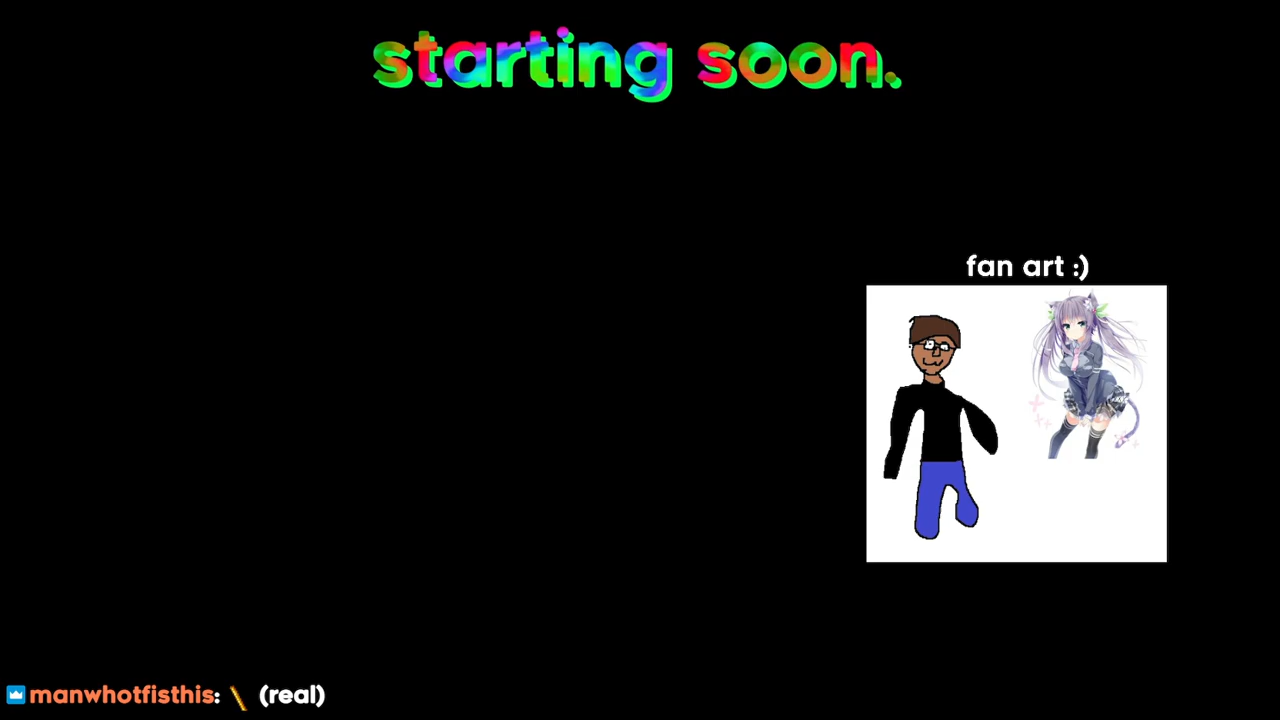 starting soon.
fan art :)
manwhotfisthis: (real)